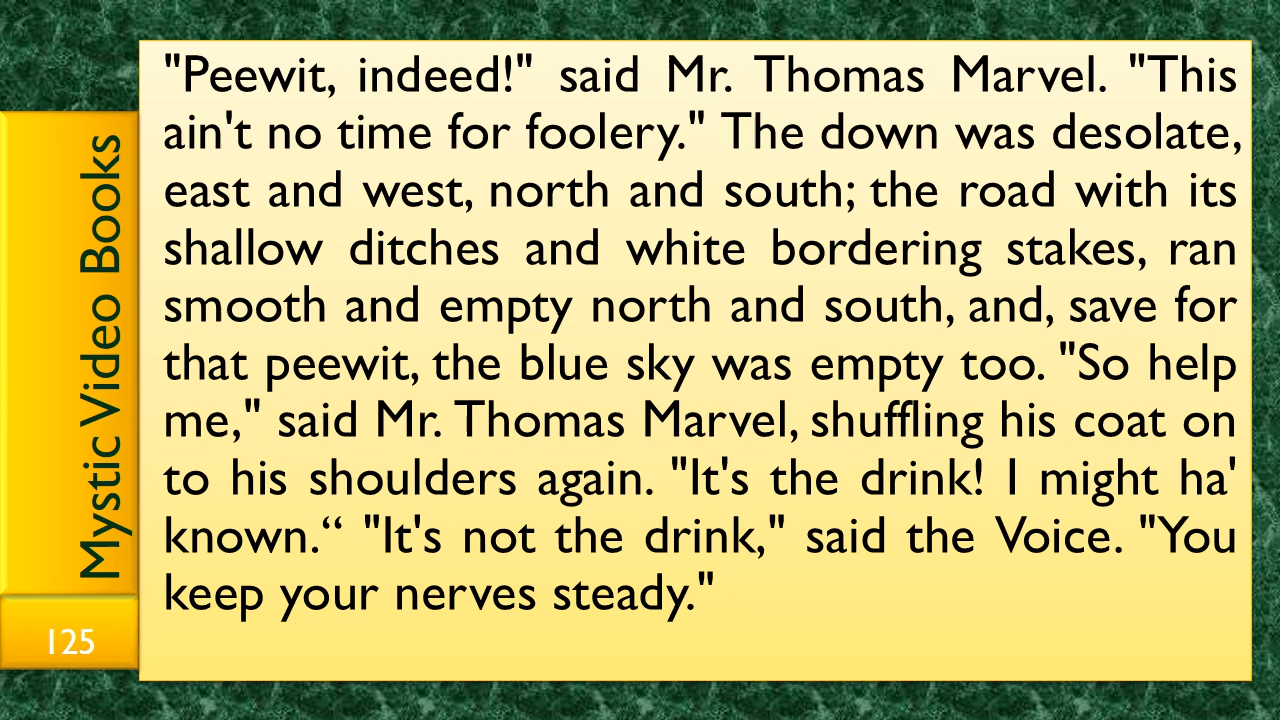 "Peewit, indeed!" said Mr. Thomas Marvel. "This
ain't no time for foolery." The down was desolate,
east and west, north and south; the road with its
shallow ditches and white bordering stakes, ran
smooth and empty north and south, and, save for
that peewit, the blue sky was empty too. "So help
me," said Mr. Thomas Marvel, shuffling his coat on
to his shoulders again. "It's the drink! I might ha'
known.“ "It's not the drink," said the Voice. "You
keep your nerves steady."
Mystic Video Books
125